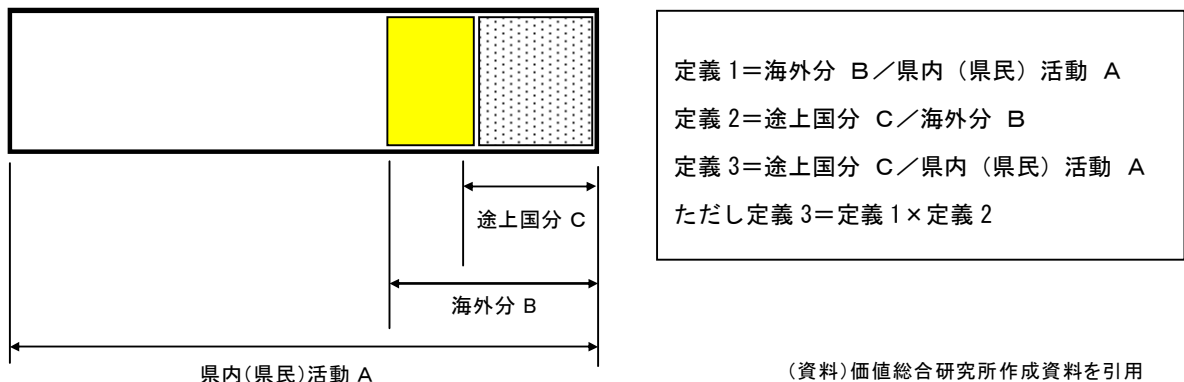 途上国分 C
海外分 B
県内(県民)活動 A
定義 1＝海外分 B／県内（県民）活動 A
定義 2＝途上国分 C／海外分 B
定義 3＝途上国分 C／県内（県民）活動 A
ただし定義 3＝定義 1×定義 2
(資料)価値総合研究所作成資料を引用